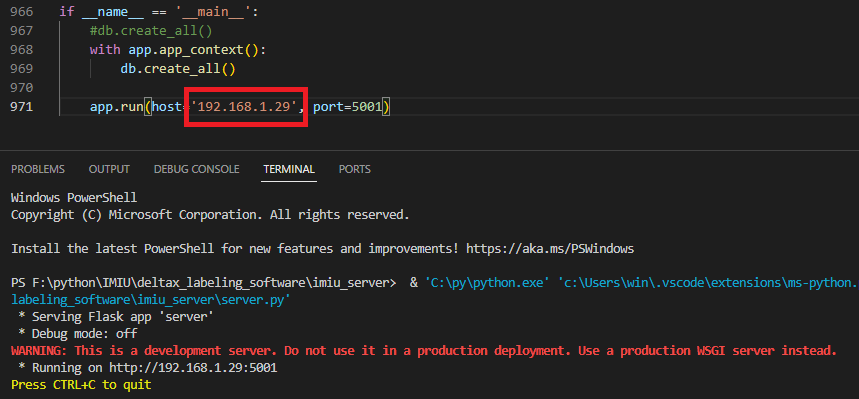 966 if __name__ == '__main__':
967 #db.create_all()
968 with app.app_context():
969 db.create_all()
970
971 app.run(host='192.168.1.29', port=5001)
PROBLEMS OUTPUT DEBUG CONSOLE TERMINAL PORTS
Windows PowerShell
Copyright (C) Microsoft Corporation. All rights reserved.
Install the latest PowerShell for new features and improvements! https://aka.ms/PSWindows
PS F:\python\IMIU\deltax_labeling_software\imiu_server> & 'C:\py\python.exe' 'c:\Users\win\.vscode\extensions\ms-python.
labeling_software\imiu_server\server.py'
* Serving Flask app 'server'
* Debug mode: off
WARNING: This is a development server. Do not use it in a production deployment. Use a production WSGI server instead.
* Running on http://192.168.1.29:5001
Press CTRL+C to quit